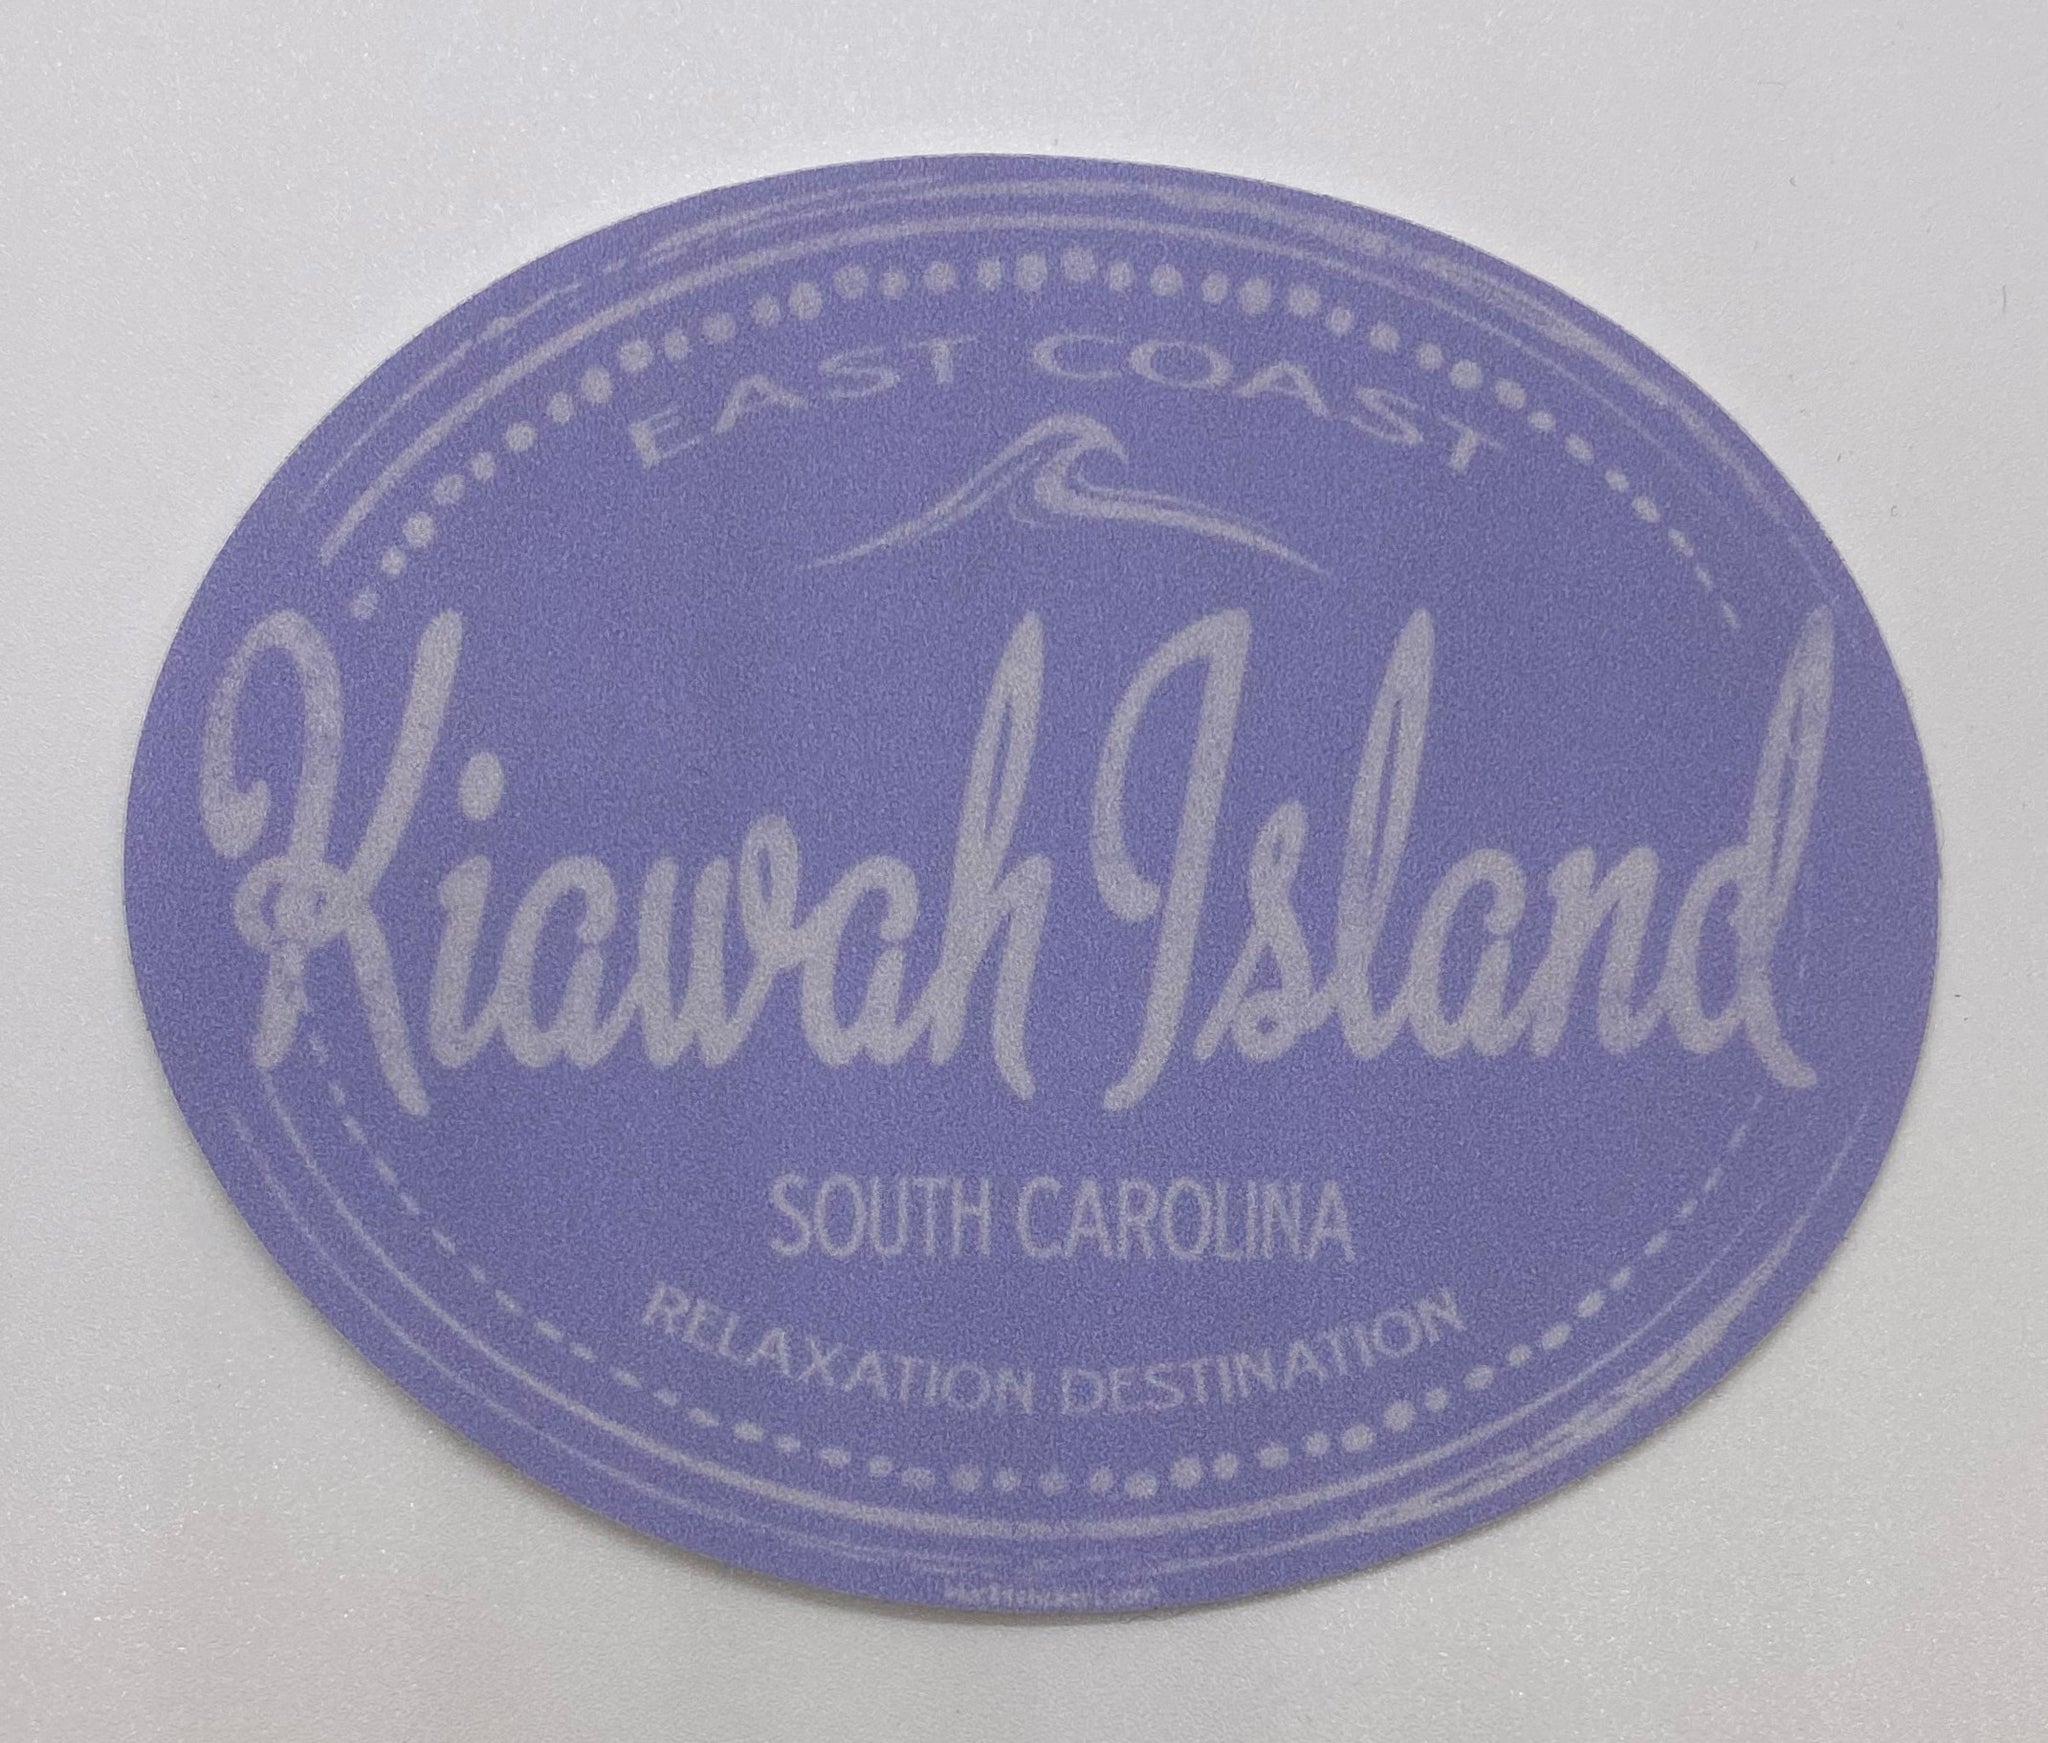 EAST COAST
Kiawah Island
SOUTH CAROLINA
RELAXATION DESTINATION